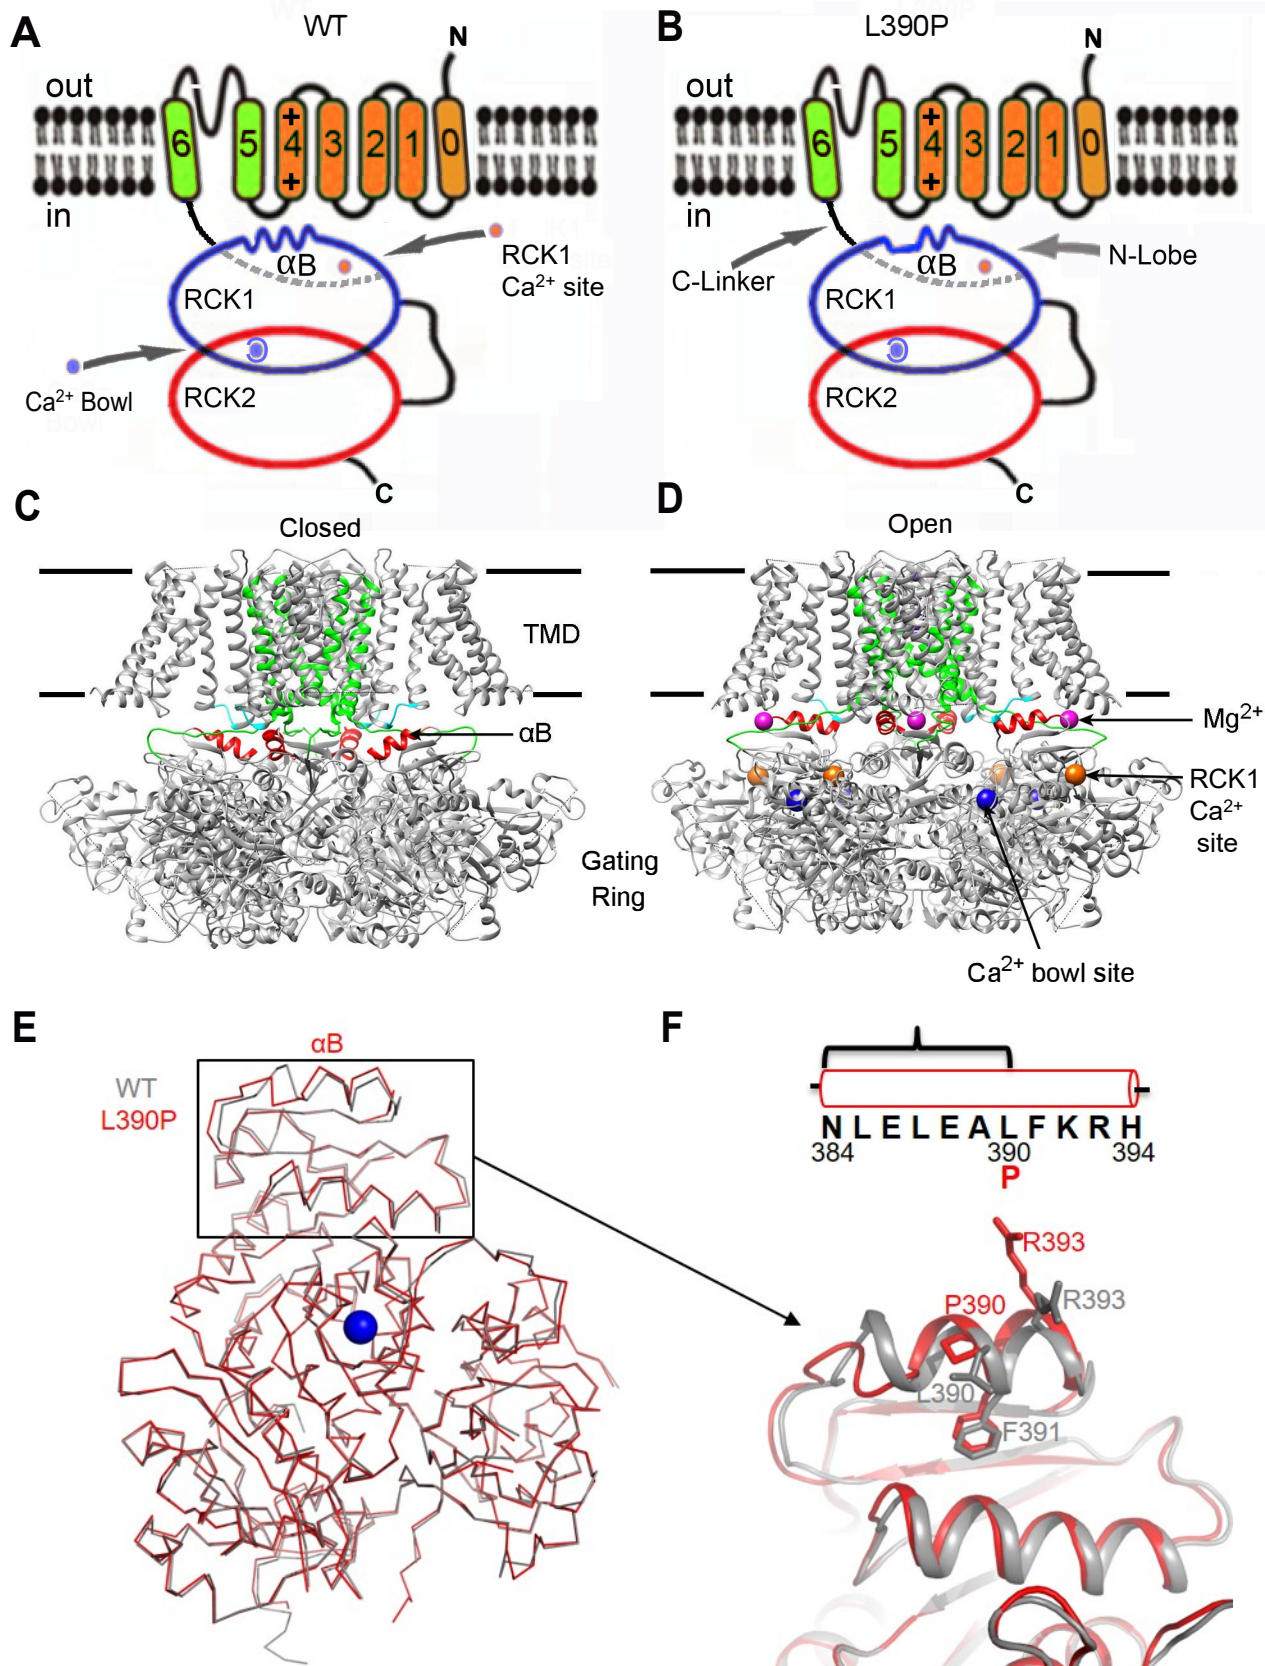 A
WT
N
out
6
5
+
4
+
3
2
1
0
in
αB
RCK1
RCK1
Ca2+ site
Ca2+ Bowl
RCK2
C
B
L390P
N
out
6
5
+
4
+
3
2
1
0
in
C-Linker
αB
N-Lobe
RCK1
RCK2
C
C
Closed
TMD
αB
Gating
Ring
D
Open
Mg2+
RCK1
Ca2+
site
Ca2+ bowl site
E
αB
WT
L390P
F
N L E L E A L F K R H
384 390 394
P
R393
P390
R393
L390
F391